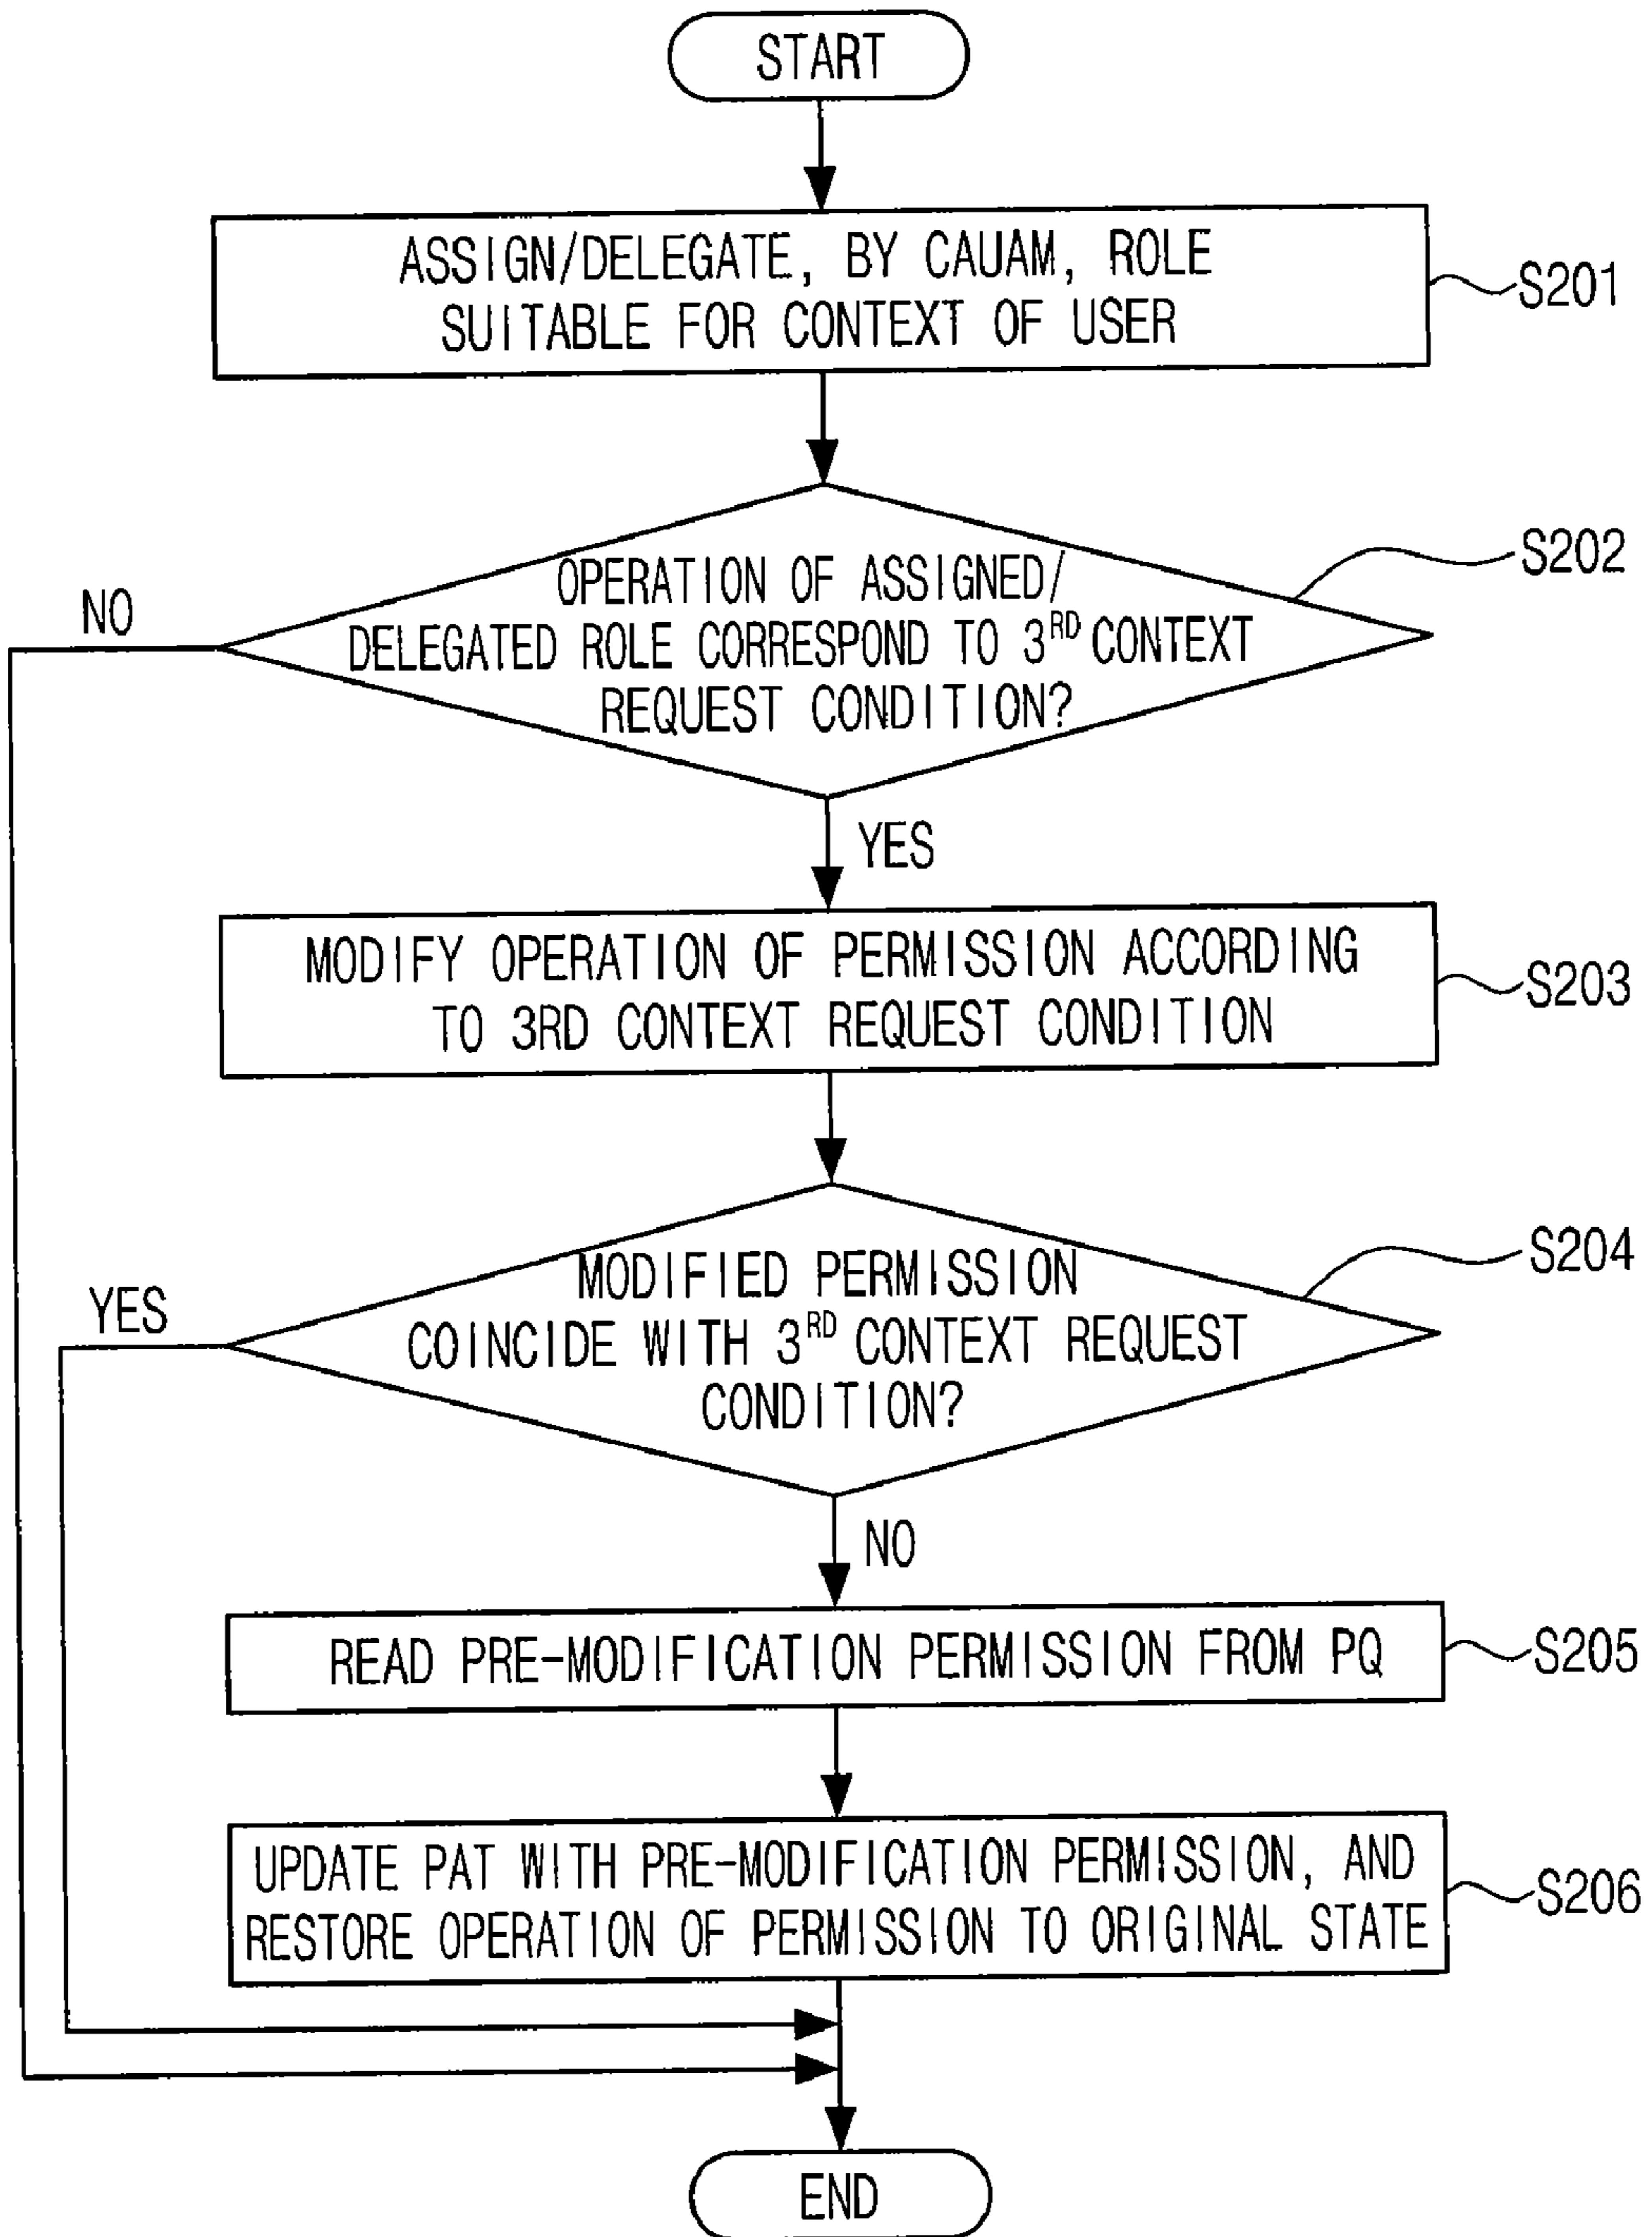 START
ASSIGN/DELEGATE, BY CAUAM, ROLE
SUITABLE FOR CONTEXT OF USER
S201
OPERATION OF ASSIGNED/
DELEGATED ROLE CORRESPOND TO 3RD CONTEXT
REQUEST CONDITION?
S202
NO
YES
MODIFY OPERATION OF PERMISSION ACCORDING
TO 3RD CONTEXT REQUEST CONDITION
S203
MODIFIED PERMISSION
COINCIDE WITH 3RD CONTEXT REQUEST
CONDITION?
S204
YES
NO
READ PRE-MODIFICATION PERMISSION FROM PQ
S205
UPDATE PAT WITH PRE-MODIFICATION PERMISSION, AND
RESTORE OPERATION OF PERMISSION TO ORIGINAL STATE
S206
END